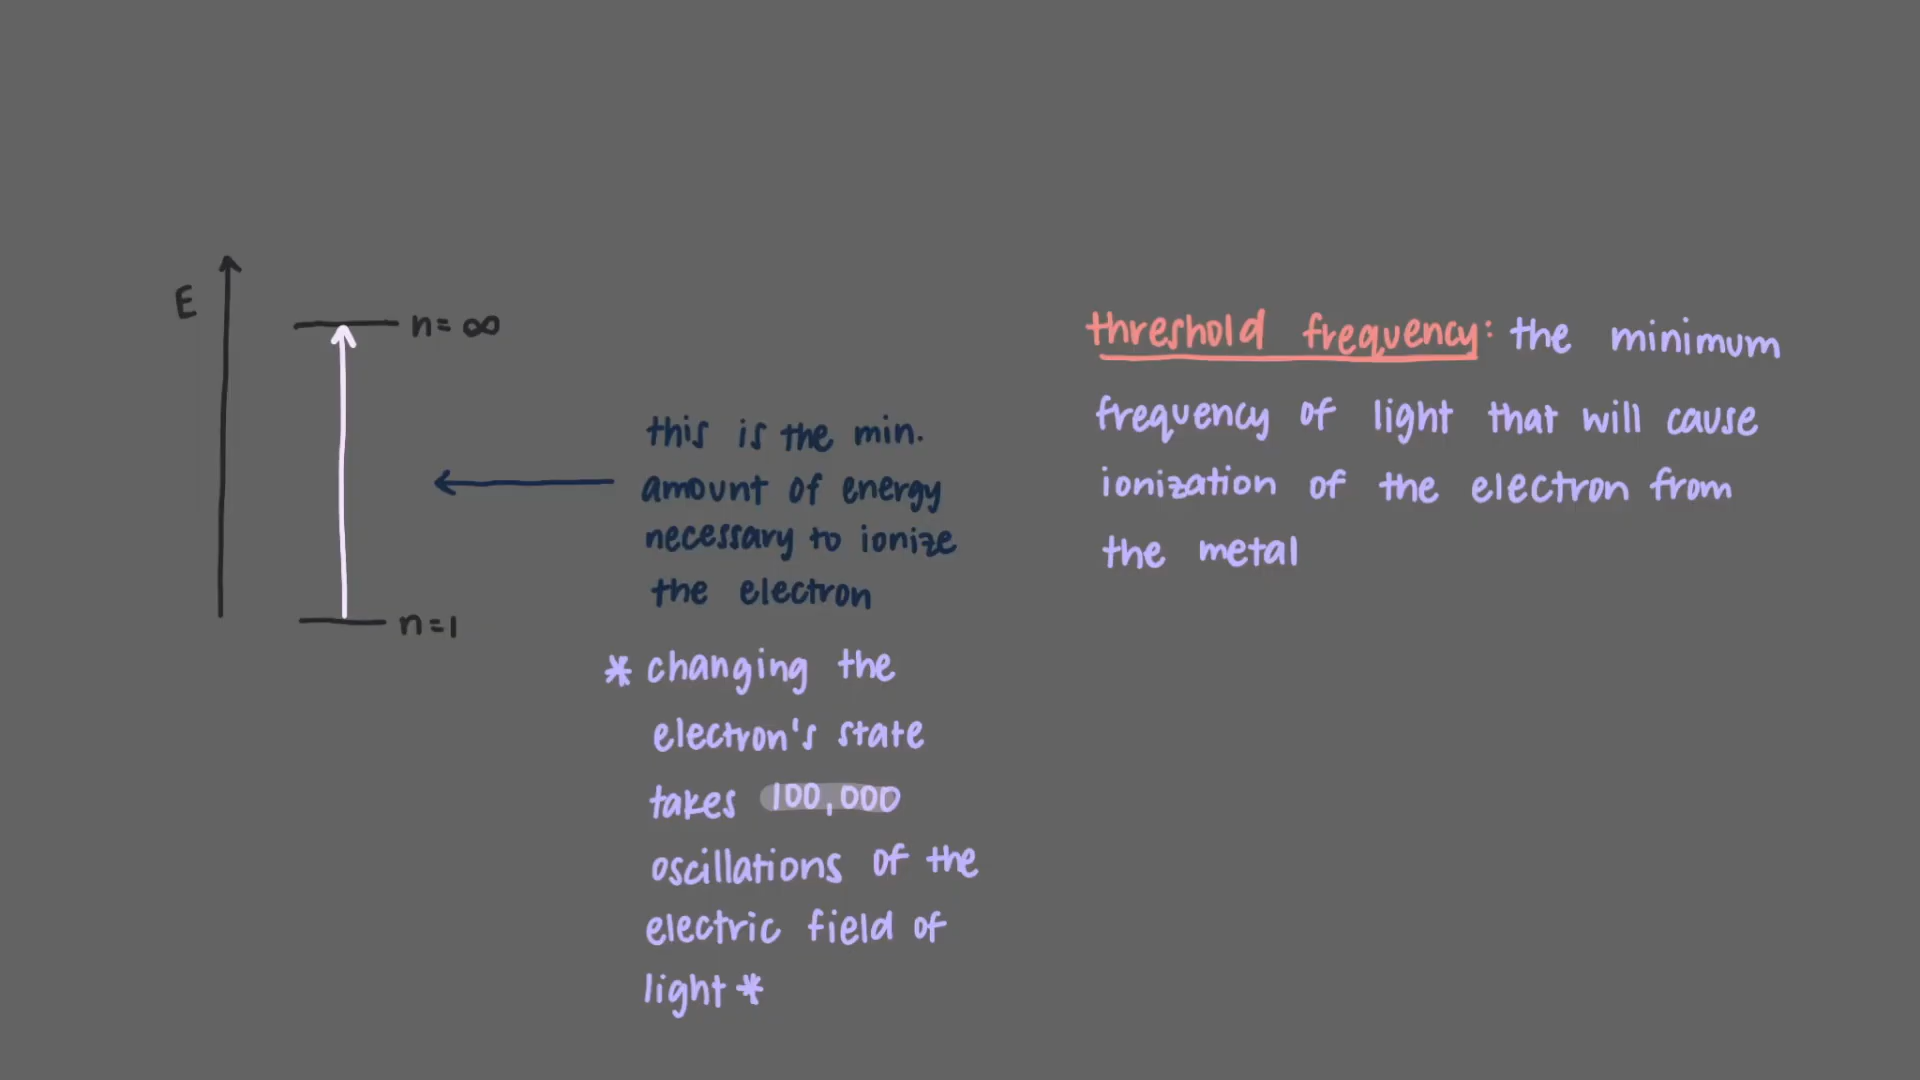 E
n=∞
n=1
this is the min.
amount of energy
necessary to ionize
the electron
* changing the
electron's state
takes 100,000
oscillations of the
electric field of
light *
threshold frequency: the minimum
frequency of light that will cause
ionization of the electron from
the metal